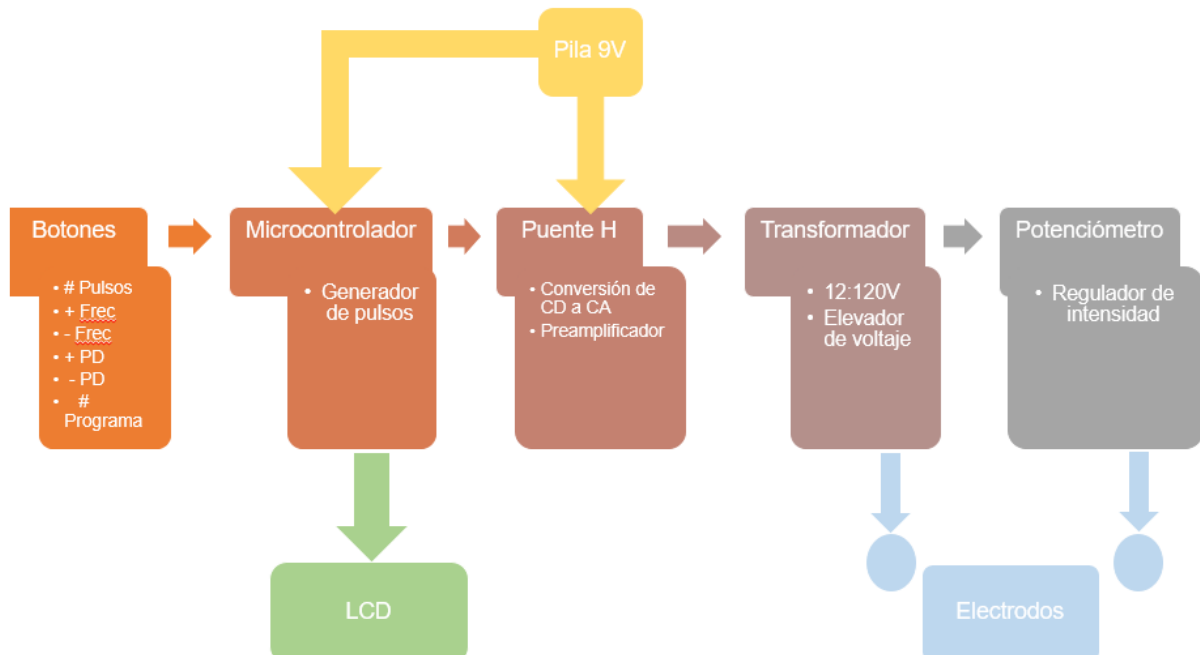 Pila 9V
Botones
• # Pulsos
• + Frec
• - Frec
• + PD
• - PD
• #
Programa
Microcontrolador
• Generador
de pulsos
Puente H
• Conversión de
CD a CA
• Preamplificador
Transformador
• 12:120V
• Elevador
de voltaje
Potenciómetro
• Regulador de
intensidad
LCD
Electrodos